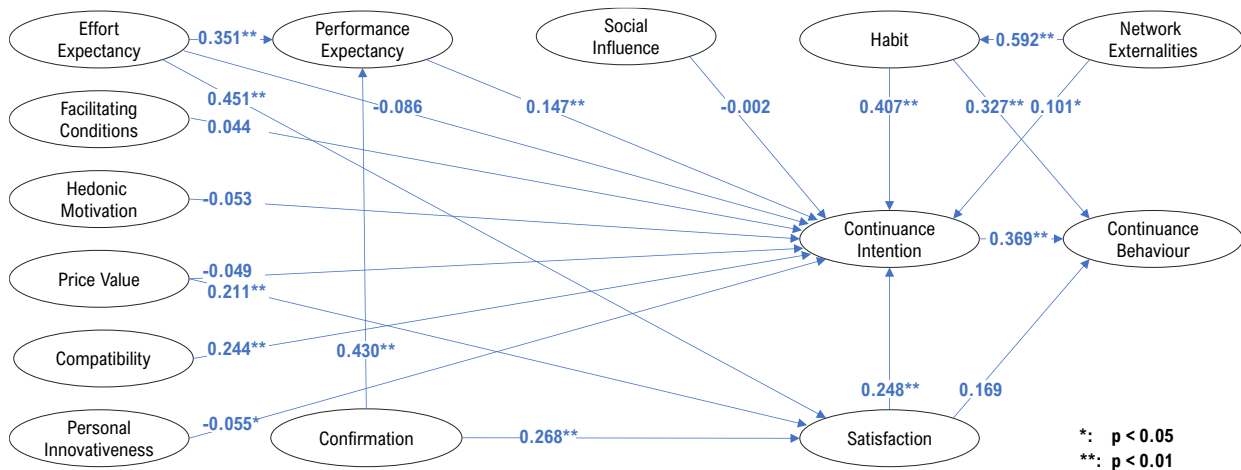 Effort
Expectancy
0.351**
Performance
Expectancy
Social
Influence
Habit
0.592**
Network
Externalities
0.451**
-0.086
0.147**
-0.002
0.407**
0.327**
0.101*
Facilitating
Conditions
0.044
Hedonic
Motivation
-0.053
Continuance
Intention
0.369**
Continuance
Behaviour
Price Value
-0.049
0.211**
Compatibility
0.244**
0.430**
0.248**
0.169
Personal
Innovativeness
-0.055*
Confirmation
0.268**
Satisfaction
*: p < 0.05
**: p < 0.01